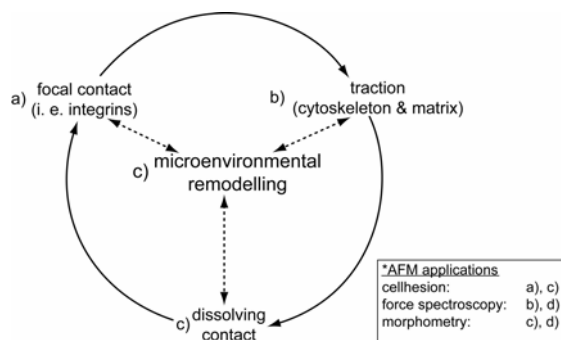 a) focal contact
(i. e. integrins)
b) traction
(cytoskeleton & matrix)
c) microenvironmental
remodelling
c) dissolving
contact
*AFM applications
cellhesion: a), c)
force spectroscopy: b), d)
morphometry: c), d)